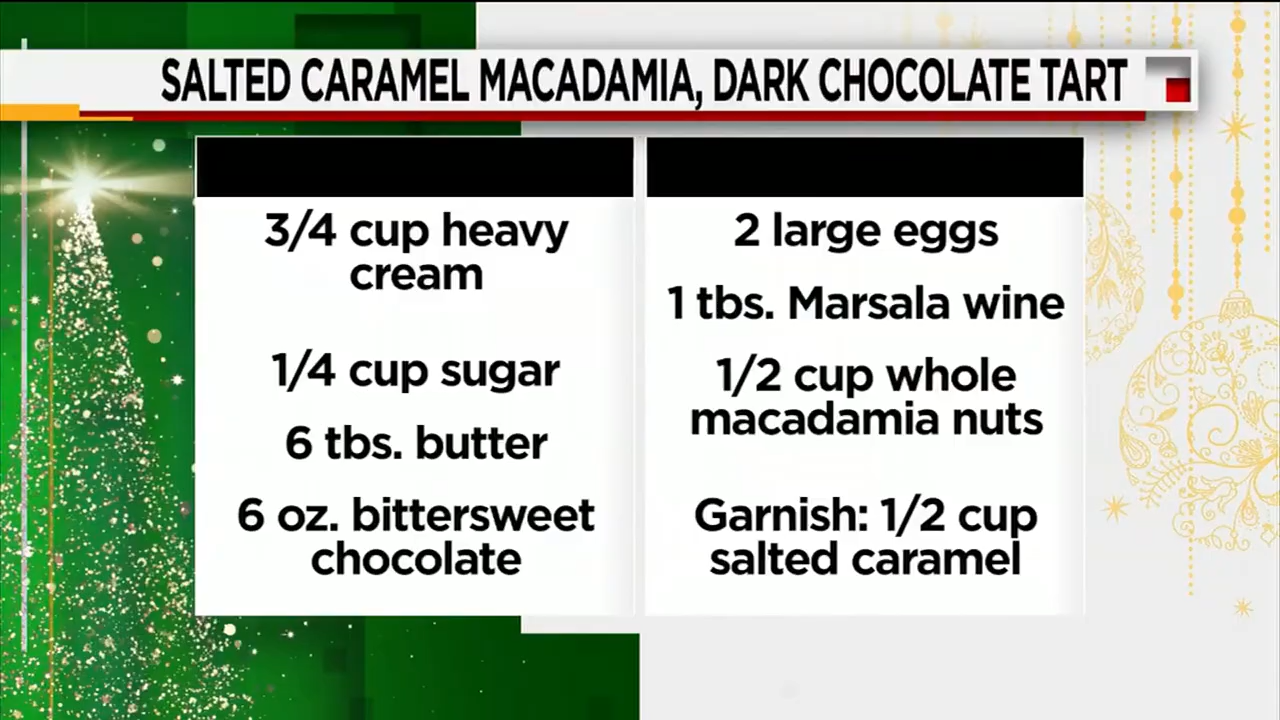 SALTED CARAMEL MACADAMIA, DARK CHOCOLATE TART
3/4 cup heavy
cream
1/4 cup sugar
6 tbs. butter
6 oz. bittersweet
chocolate
2 large eggs
1 tbs. Marsala wine
1/2 cup whole
macadamia nuts
Garnish: 1/2 cup
salted caramel